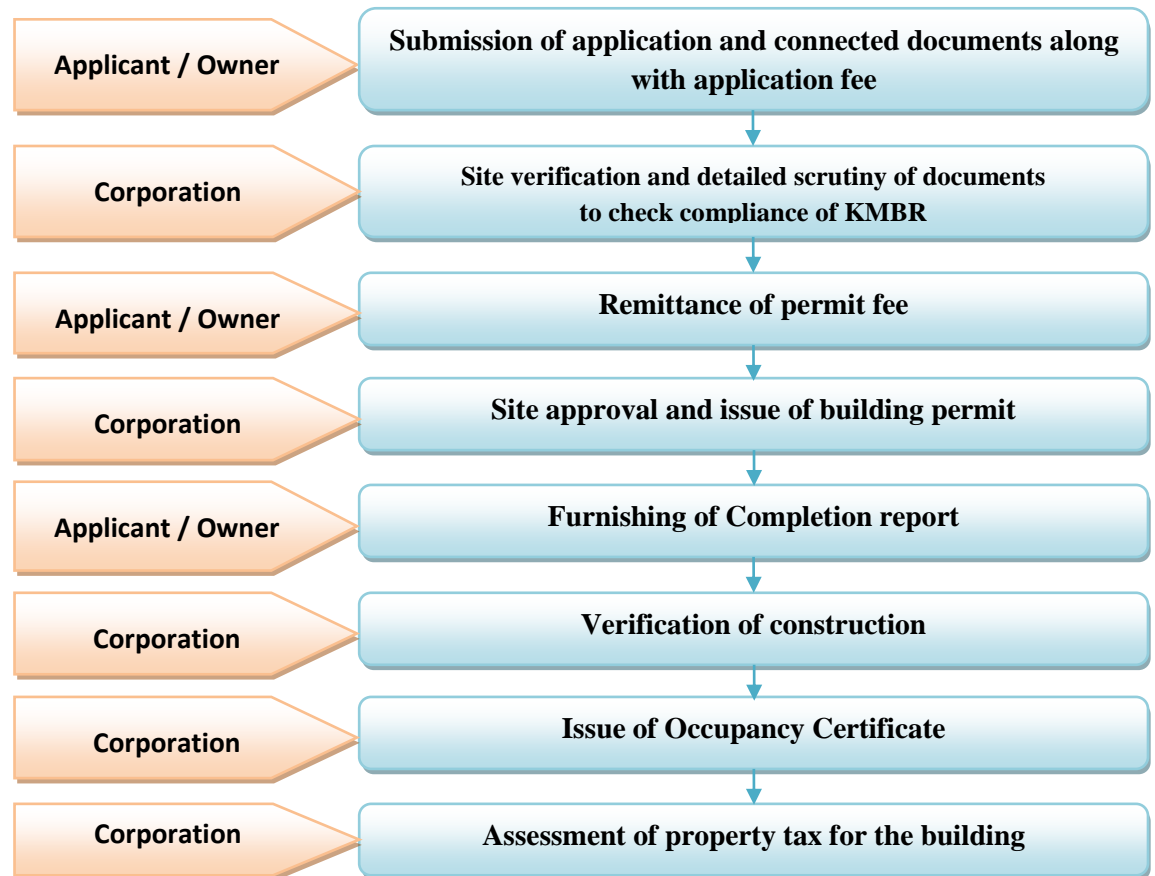 Applicant / Owner
Submission of application and connected documents along
with application fee
Corporation
Site verification and detailed scrutiny of documents
to check compliance of KMBR
Applicant / Owner
Remittance of permit fee
Corporation
Site approval and issue of building permit
Applicant / Owner
Furnishing of Completion report
Corporation
Verification of construction
Corporation
Issue of Occupancy Certificate
Corporation
Assessment of property tax for the building